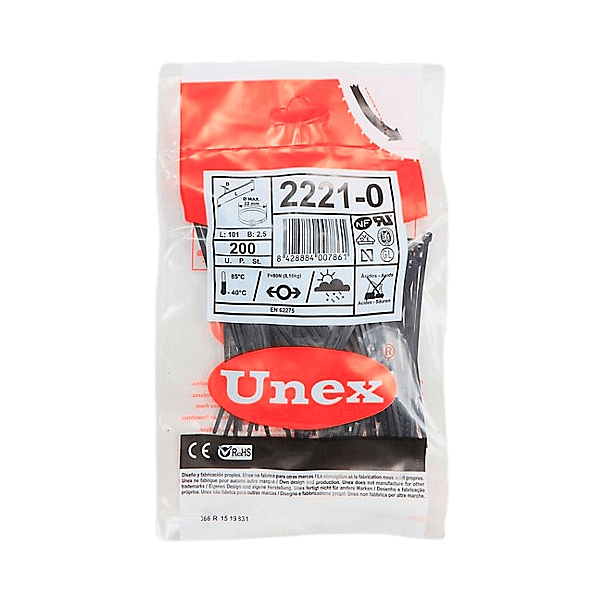 B
L
Ø MAX.
22 mm
2221-0
L: 101 B: 2,5
200
U. P. St.
NF
8 428884 007861
GL
85°C
- 40°C
F=80N (8,16kg)
Ácidos - Acids
Acides - Säuren
EN 62275
Unex®
CE RoHS
Diseño y fabricación propios. Unex no fabrica para otras marcas / La conception et la fabrication nous sont propres.
Unex ne fabrique pour aucune autre marque / Own design and production. Unex does not manufacture for other
trademarks / Eigenes Design und eigene Herstellung. Unex fertigt nicht für andere Marken / Desenho e fabricação
próprios. Unex não fabrica para outras marcas / Disegno e fabbricazione propri. Unex non fabbrica per altre marche.
066 R 15 19 831